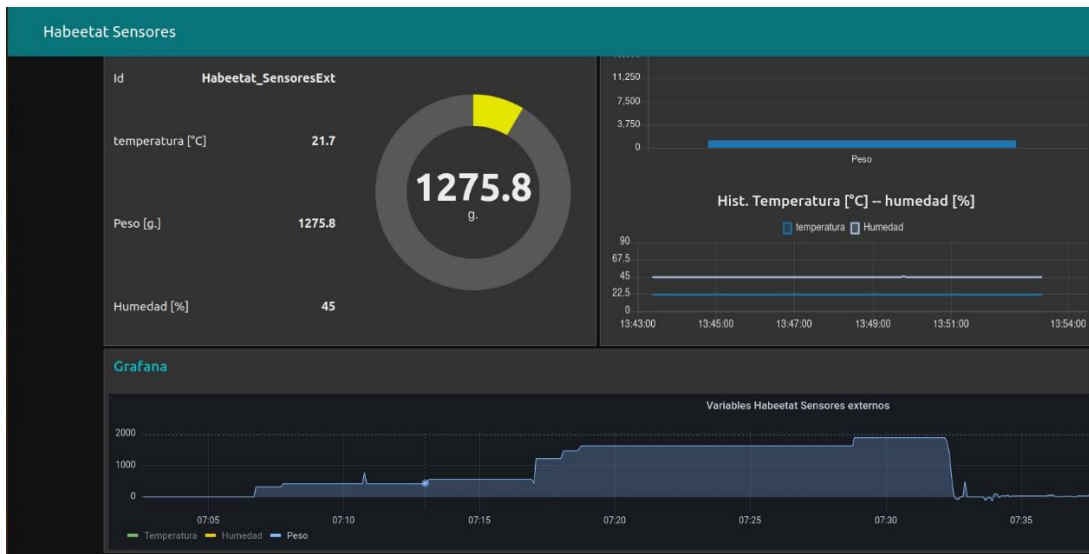 Habeetat Sensores
Id Habeetat_SensoresExt
temperatura [°C] 21.7
Peso [g.] 1275.8
Humedad [%] 45
1275.8
g.
11,250
7,500
3,750
0
Peso
Hist. Temperatura [°C] -- humedad [%]
temperatura Humedad
90
67.5
45
22.5
0
13:43:00 13:45:00 13:47:00 13:49:00 13:51:00 13:54:00
Grafana
Variables Habeetat Sensores externos
2000
1000
0
07:05 07:10 07:15 07:20 07:25 07:30 07:35
Temperatura Humedad Peso